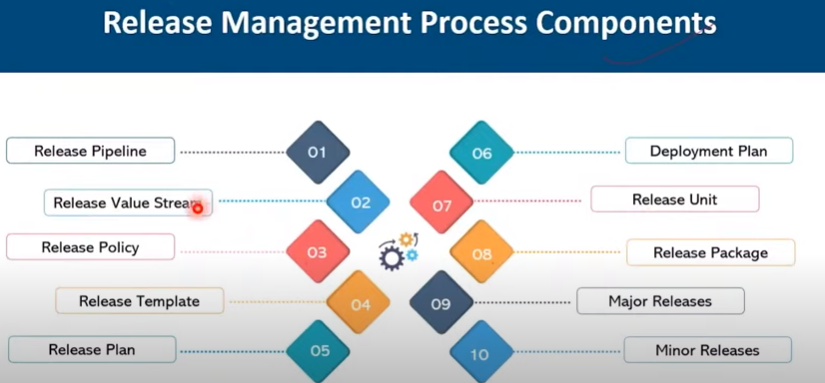 Release Management Process Components
Release Pipeline
01
Release Value Stream
02
Release Policy
03
Release Template
04
Release Plan
05
06
Deployment Plan
07
Release Unit
08
Release Package
09
Major Releases
10
Minor Releases